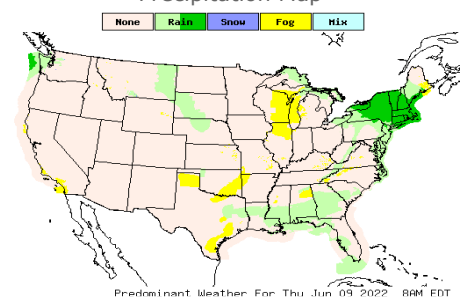 Precipitation Map
None Rain Snow Fog Mix
Predominant Weather For Thu Jun 09 2022 8AM EDT